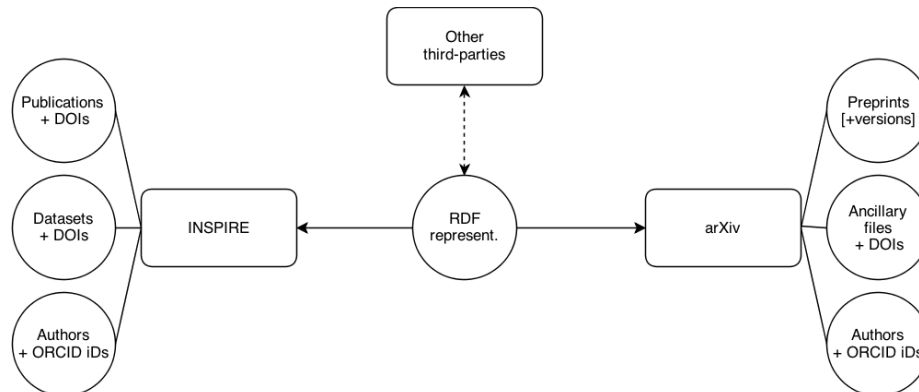 Other
third-parties
Publications
+ DOIs
Preprints
[+versions]
Datasets
+ DOIs
INSPIRE
RDF
represent.
arXiv
Ancillary
files
+ DOIs
Authors
+ ORCID iDs
Authors
+ ORCID iDs